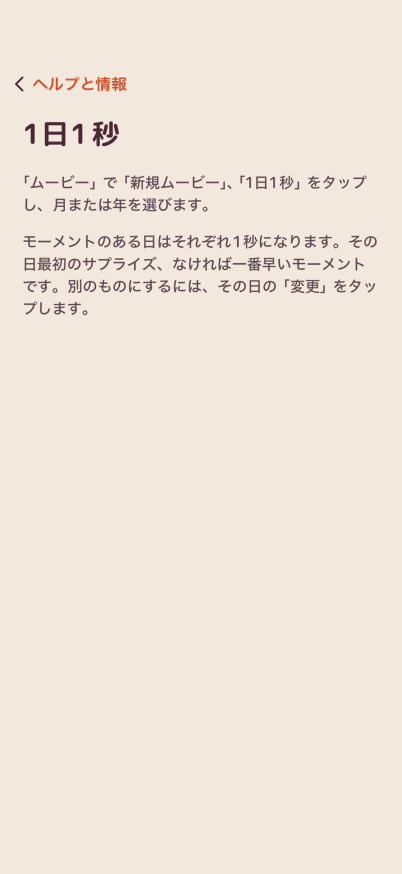 ヘルプと情報
1日1秒
「ムービー」で「新規ムービー」、「1日1秒」をタップ
し、月または年を選びます。
モーメントのある日はそれぞれ1秒になります。その
日最初のサプライズ、なければ一番早いモーメント
です。別のものにするには、その日の「変更」をタッ
プします。